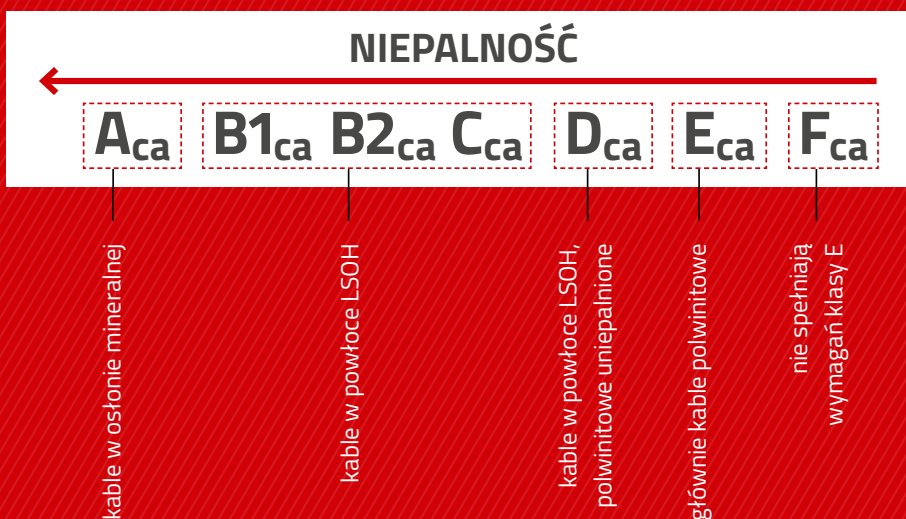 NIEPALNOŚĆ
Aca B1ca B2ca Cca Dca Eca Fca
kable w osłonie mineralnej
kable w powłoce LSOH
kable w powłoce LSOH,
polwinitowe uniepalnione
głównie kable polwinitowe
nie spełniają
wymagań klasy E